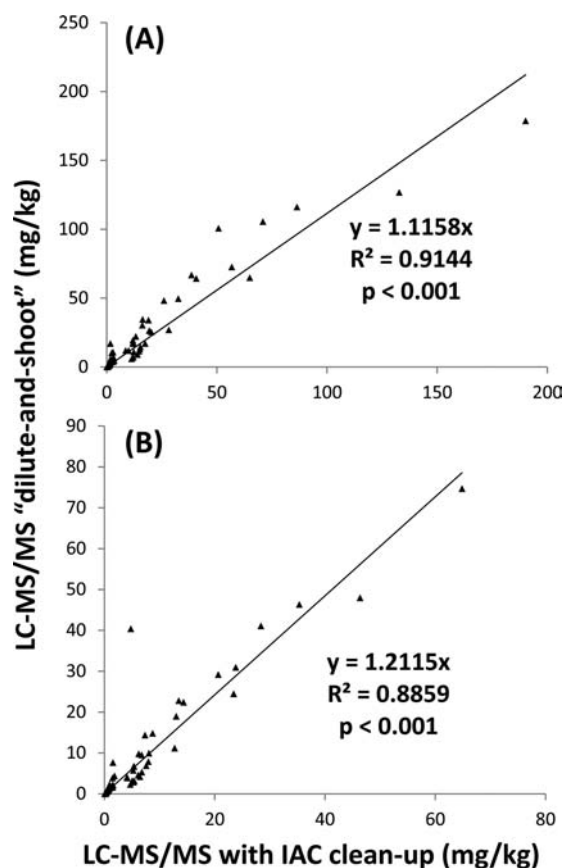 (A)
250
200
150
100
50
0
0 50 100 150 200
y = 1.1158x
R² = 0.9144
p < 0.001
LC-MS/MS “dilute-and-shoot” (mg/kg)
(B)
90
80
70
60
50
40
30
20
10
0
0 20 40 60 80
y = 1.2115x
R² = 0.8859
p < 0.001
LC-MS/MS with IAC clean-up (mg/kg)